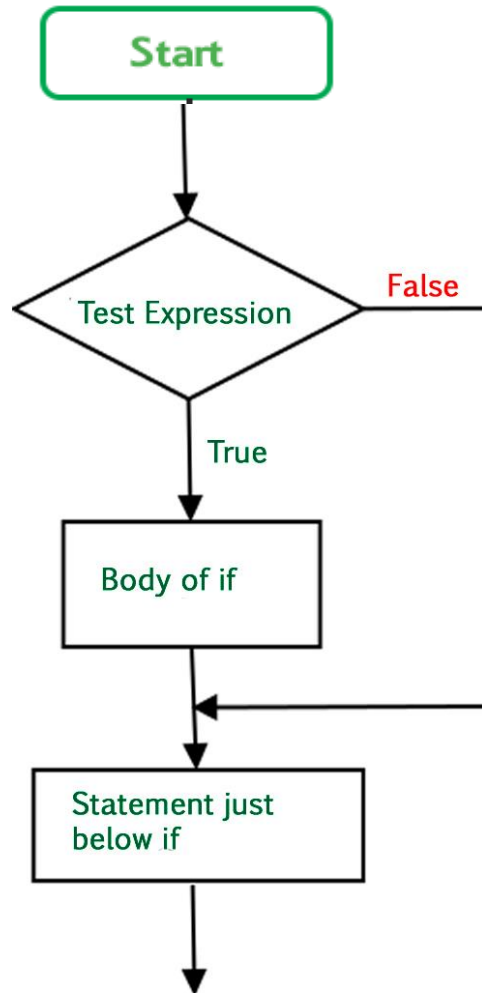 Start
Test Expression
False
True
Body of if
Statement just
below if